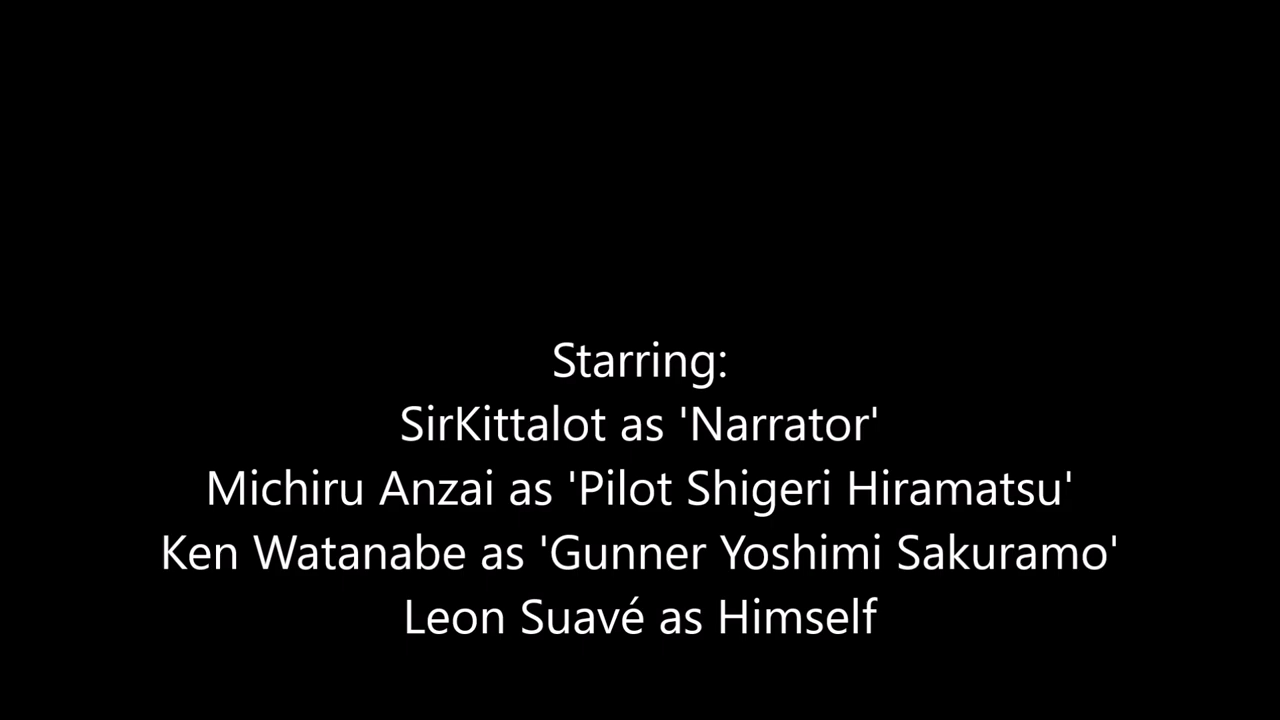 Starring:
SirKittalot as 'Narrator'
Michiru Anzai as 'Pilot Shigeri Hiramatsu'
Ken Watanabe as 'Gunner Yoshimi Sakuramo'
Leon Suavé as Himself